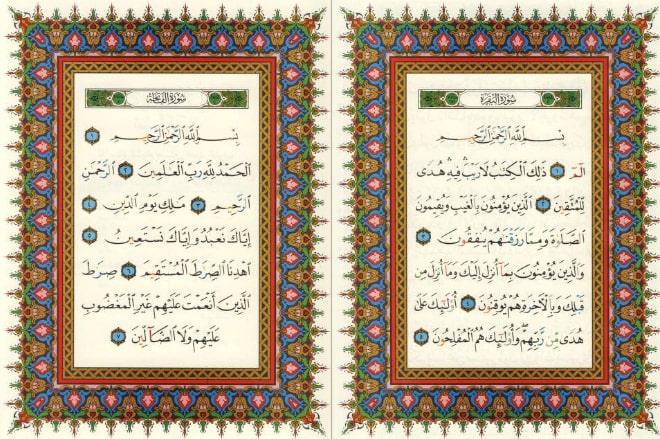 سُورَةُ الفَاتِحَة
بِسْمِ ٱللَّهِ ٱلرَّحْمَٰنِ ٱلرَّحِيمِ ١
ٱلْحَمْدُ لِلَّهِ رَبِّ ٱلْعَٰلَمِينَ ٢ ٱلرَّحْمَٰنِ
ٱلرَّحِيمِ ٣ مَٰلِكِ يَوْمِ ٱلدِّينِ ٤
إِيَّاكَ نَعْبُدُ وَإِيَّاكَ نَسْتَعِينُ ٥
ٱهْدِنَا ٱلصِّرَٰطَ ٱلْمُسْتَقِيمَ ٦ صِرَٰطَ
ٱلَّذِينَ أَنْعَمْتَ عَلَيْهِمْ غَيْرِ ٱلْمَغْضُوبِ
عَلَيْهِمْ وَلَا ٱلضَّآلِّينَ ٧
سُورَةُ البَقَرَة
بِسْمِ ٱللَّهِ ٱلرَّحْمَٰنِ ٱلرَّحِيمِ
الٓمٓ ١ ذَٰلِكَ ٱلْكِتَٰبُ لَا رَيْبَ ۛ فِيهِ ۛ هُدًى
لِّلْمُتَّقِينَ ٢ ٱلَّذِينَ يُؤْمِنُونَ بِٱلْغَيْبِ وَيُقِيمُونَ
ٱلصَّلَوٰةَ وَمِمَّا رَزَقْنَٰهُمْ يُنفِقُونَ ٣
وَٱلَّذِينَ يُؤْمِنُونَ بِمَآ أُنزِلَ إِلَيْكَ وَمَآ أُنزِلَ مِن
قَبْلِكَ وَبِٱلْءَاخِرَةِ هُمْ يُوقِنُونَ ٤ أُو۟لَٰٓئِكَ عَلَىٰ
هُدًى مِّن رَّبِّهِمْ ۖ وَأُو۟لَٰٓئِكَ هُمُ ٱلْمُفْلِحُونَ ٥